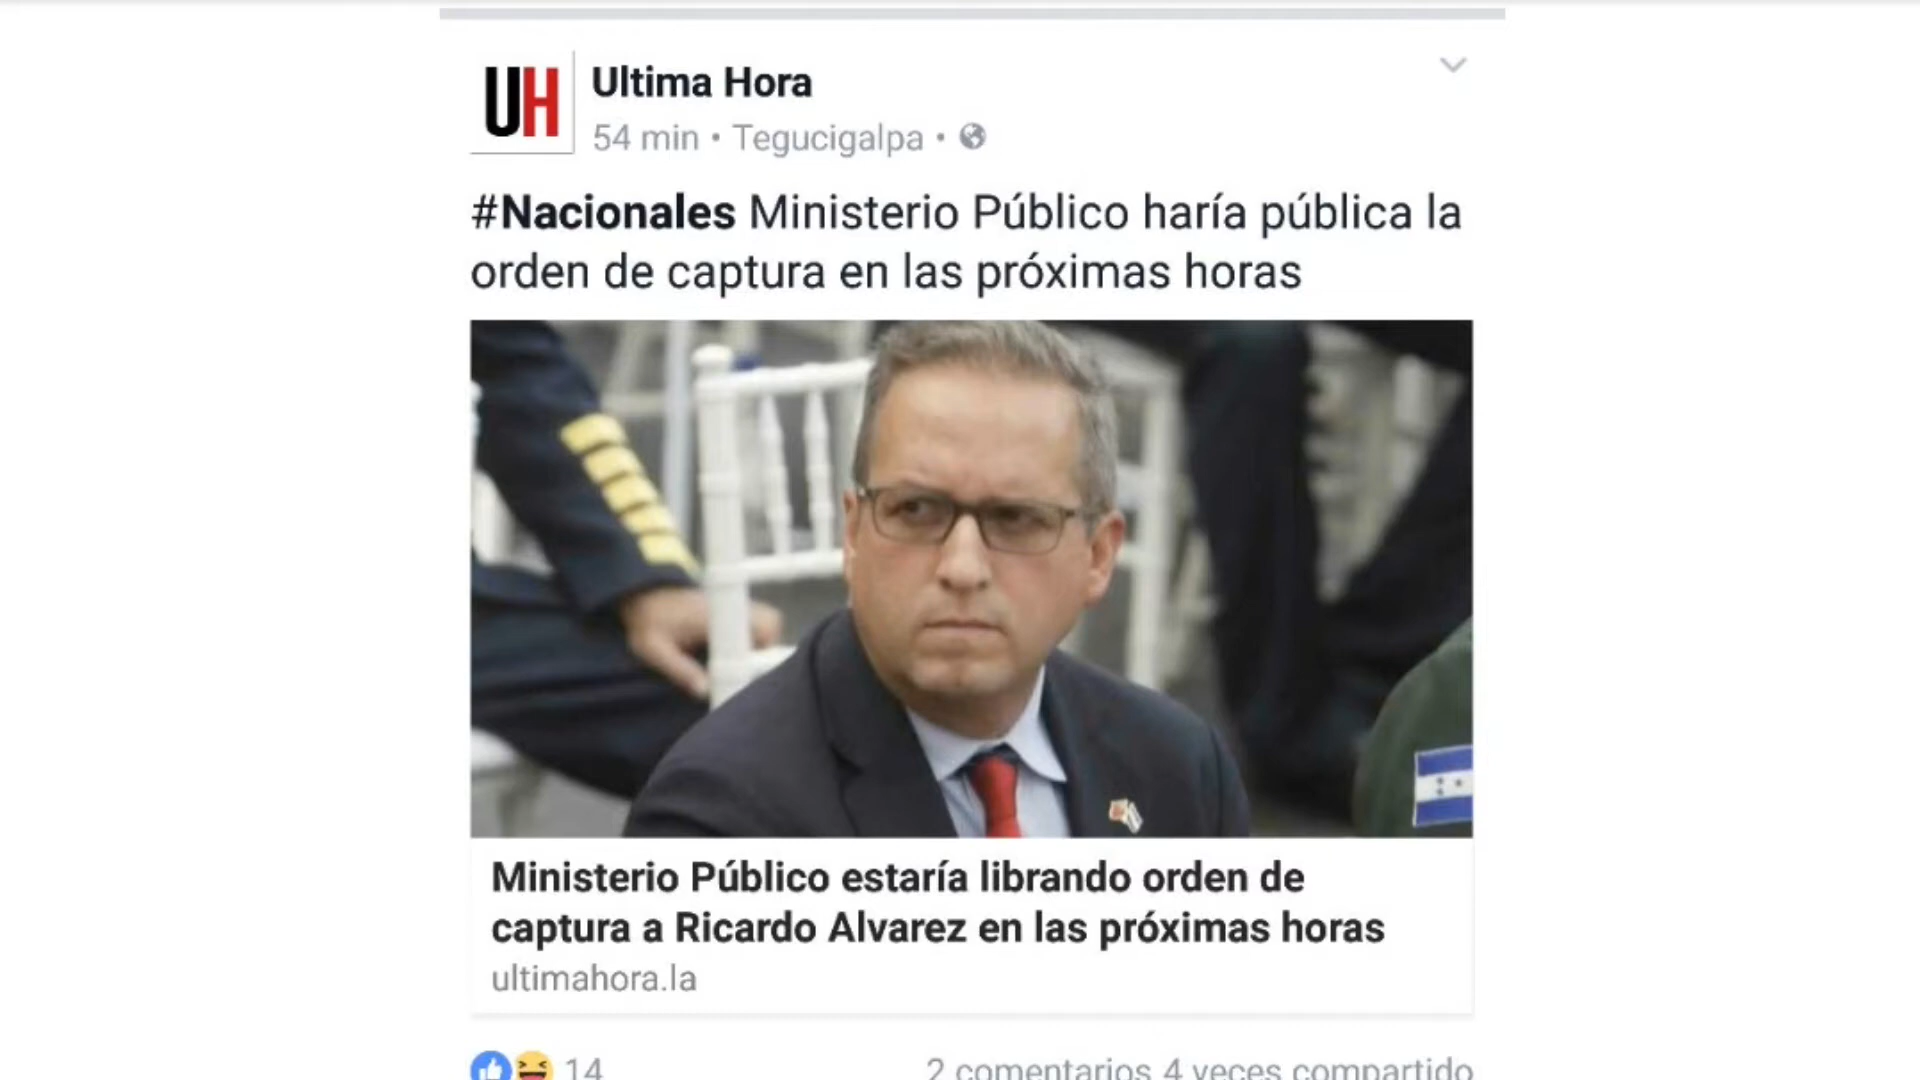 UH
Ultima Hora
54 min • Tegucigalpa •
#Nacionales Ministerio Público haría pública la
orden de captura en las próximas horas
Ministerio Público estaría librando orden de
captura a Ricardo Alvarez en las próximas horas
ultimahora.la
14
2 comentarios 4 veces compartido